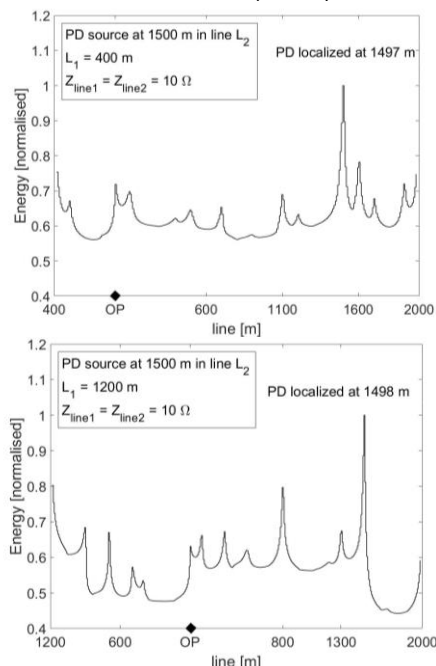 1.2
PD source at 1500 m in line L2
L1 = 400 m
Zline1 = Zline2 = 10 Ω
PD localized at 1497 m
1.1
1
0.9
0.8
0.7
0.6
0.5
0.4
Energy [normalised]
400 OP 600 1100 1600 2000
line [m]
1.2
PD source at 1500 m in line L2
L1 = 1200 m
Zline1 = Zline2 = 10 Ω
PD localized at 1498 m
1.1
1
0.9
0.8
0.7
0.6
0.5
0.4
Energy [normalised]
1200 600 OP 800 1300 2000
line [m]